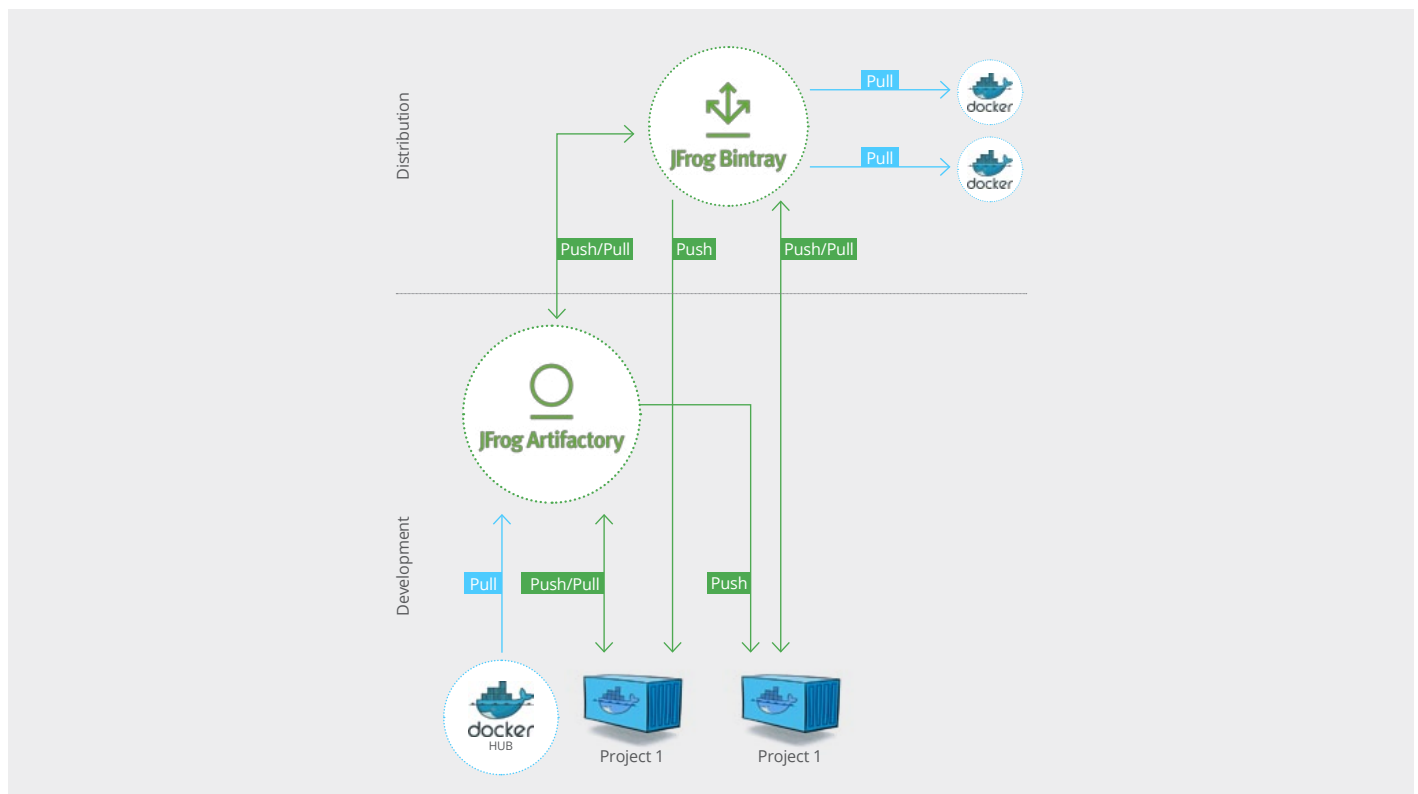 Distribution
JFrog Bintray
Pull
docker
Pull
docker
Push/Pull
Push
Push/Pull
Development
JFrog Artifactory
Pull
Push/Pull
Push
docker
HUB
Project 1
Project 1